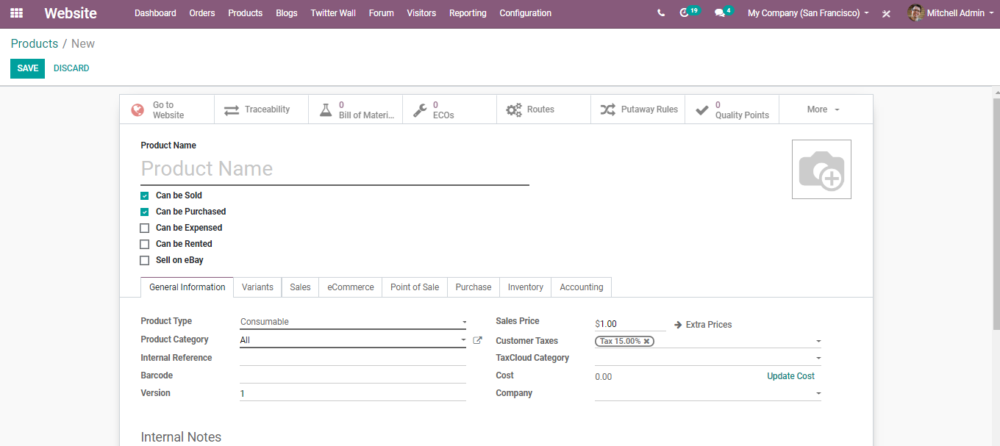 Website Dashboard Orders Products Blogs Twitter Wall Forum Visitors Reporting Configuration 19 4 My Company (San Francisco) Mitchell Admin
Products / New
SAVE DISCARD
Go to Website Traceability 0 Bill of Materi... 0 ECOs Routes Putaway Rules 0 Quality Points More
Product Name
Product Name
Can be Sold
Can be Purchased
Can be Expensed
Can be Rented
Sell on eBay
General Information Variants Sales eCommerce Point of Sale Purchase Inventory Accounting
Product Type Consumable Sales Price $1.00 Extra Prices
Product Category All Customer Taxes Tax 15.00%
Internal Reference TaxCloud Category
Barcode Cost 0.00 Update Cost
Version 1 Company
Internal Notes